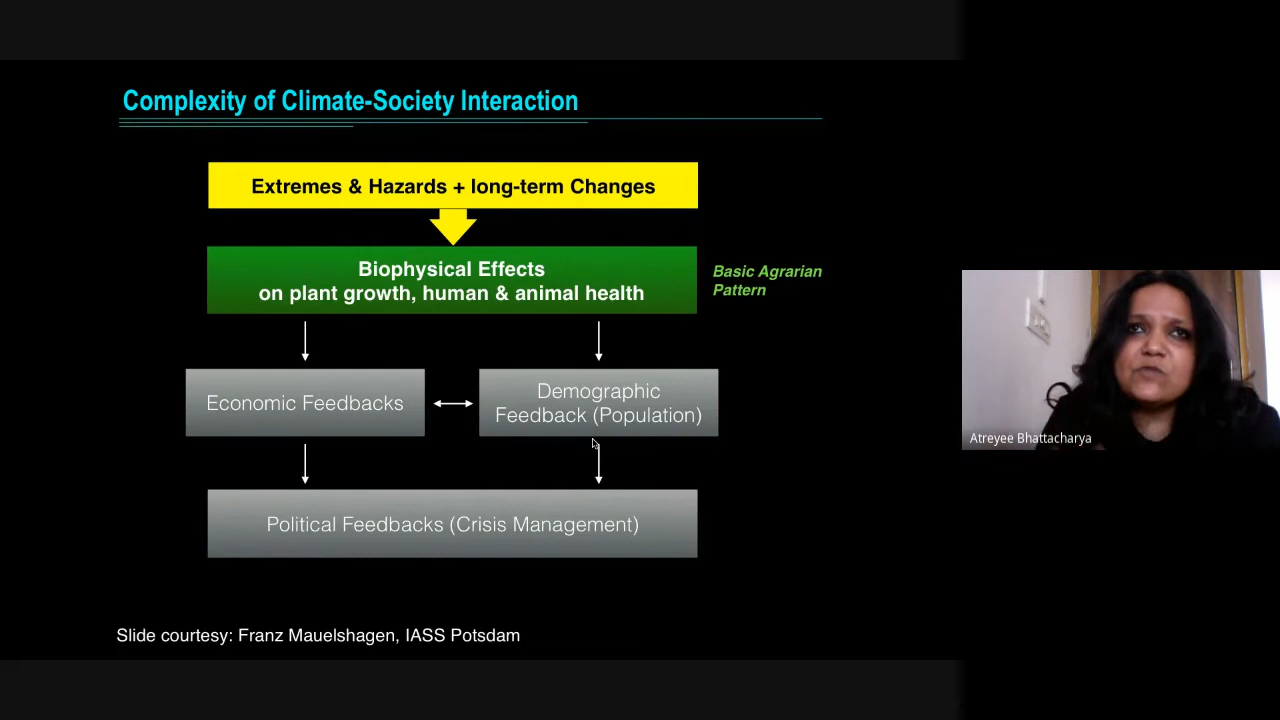 Complexity of Climate-Society Interaction
Extremes & Hazards + long-term Changes
Biophysical Effects
on plant growth, human & animal health
Basic Agrarian
Pattern
Economic Feedbacks
Demographic
Feedback (Population)
Political Feedbacks (Crisis Management)
Slide courtesy: Franz Mauelshagen, IASS Potsdam
Atreyee Bhattacharya